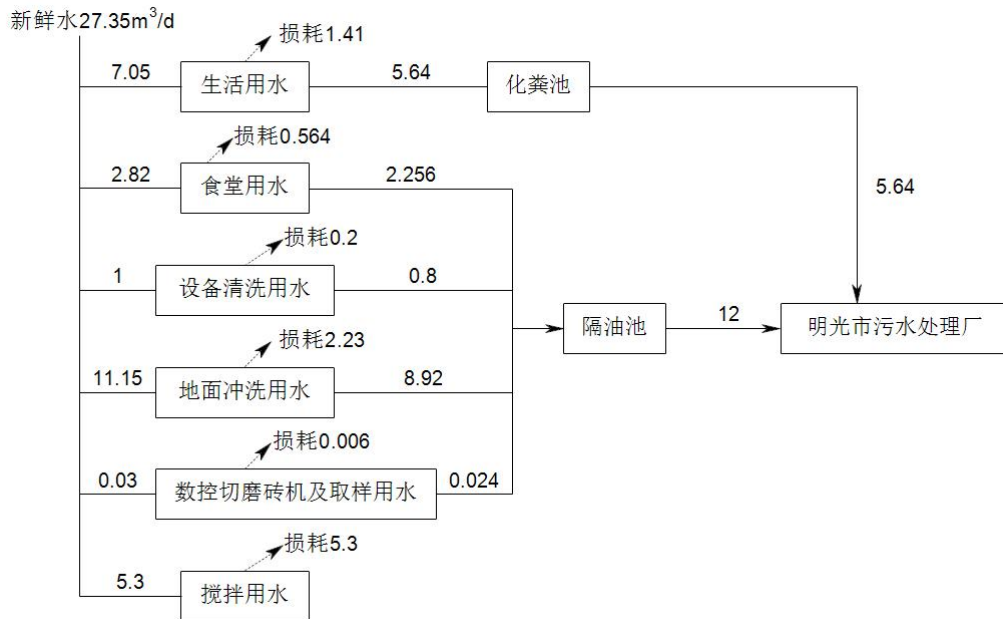 新鲜水27.35m³/d
损耗1.41
7.05
生活用水
5.64
化粪池
损耗0.564
2.82
食堂用水
2.256
5.64
损耗0.2
1
设备清洗用水
0.8
隔油池
12
明光市污水处理厂
损耗2.23
11.15
地面冲洗用水
8.92
损耗0.006
0.03
数控切磨砖机及取样用水
0.024
损耗5.3
5.3
搅拌用水